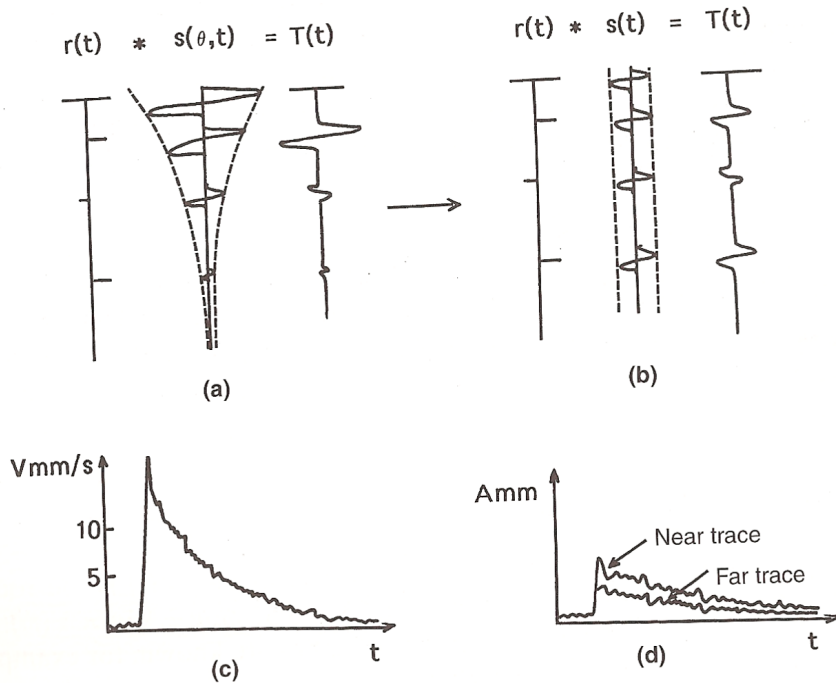 r(t) * s(θ,t) = T(t)
r(t) * s(t) = T(t)
(a)
(b)
Vmm/s
10
5
t
(c)
Amm
Near trace
Far trace
t
(d)